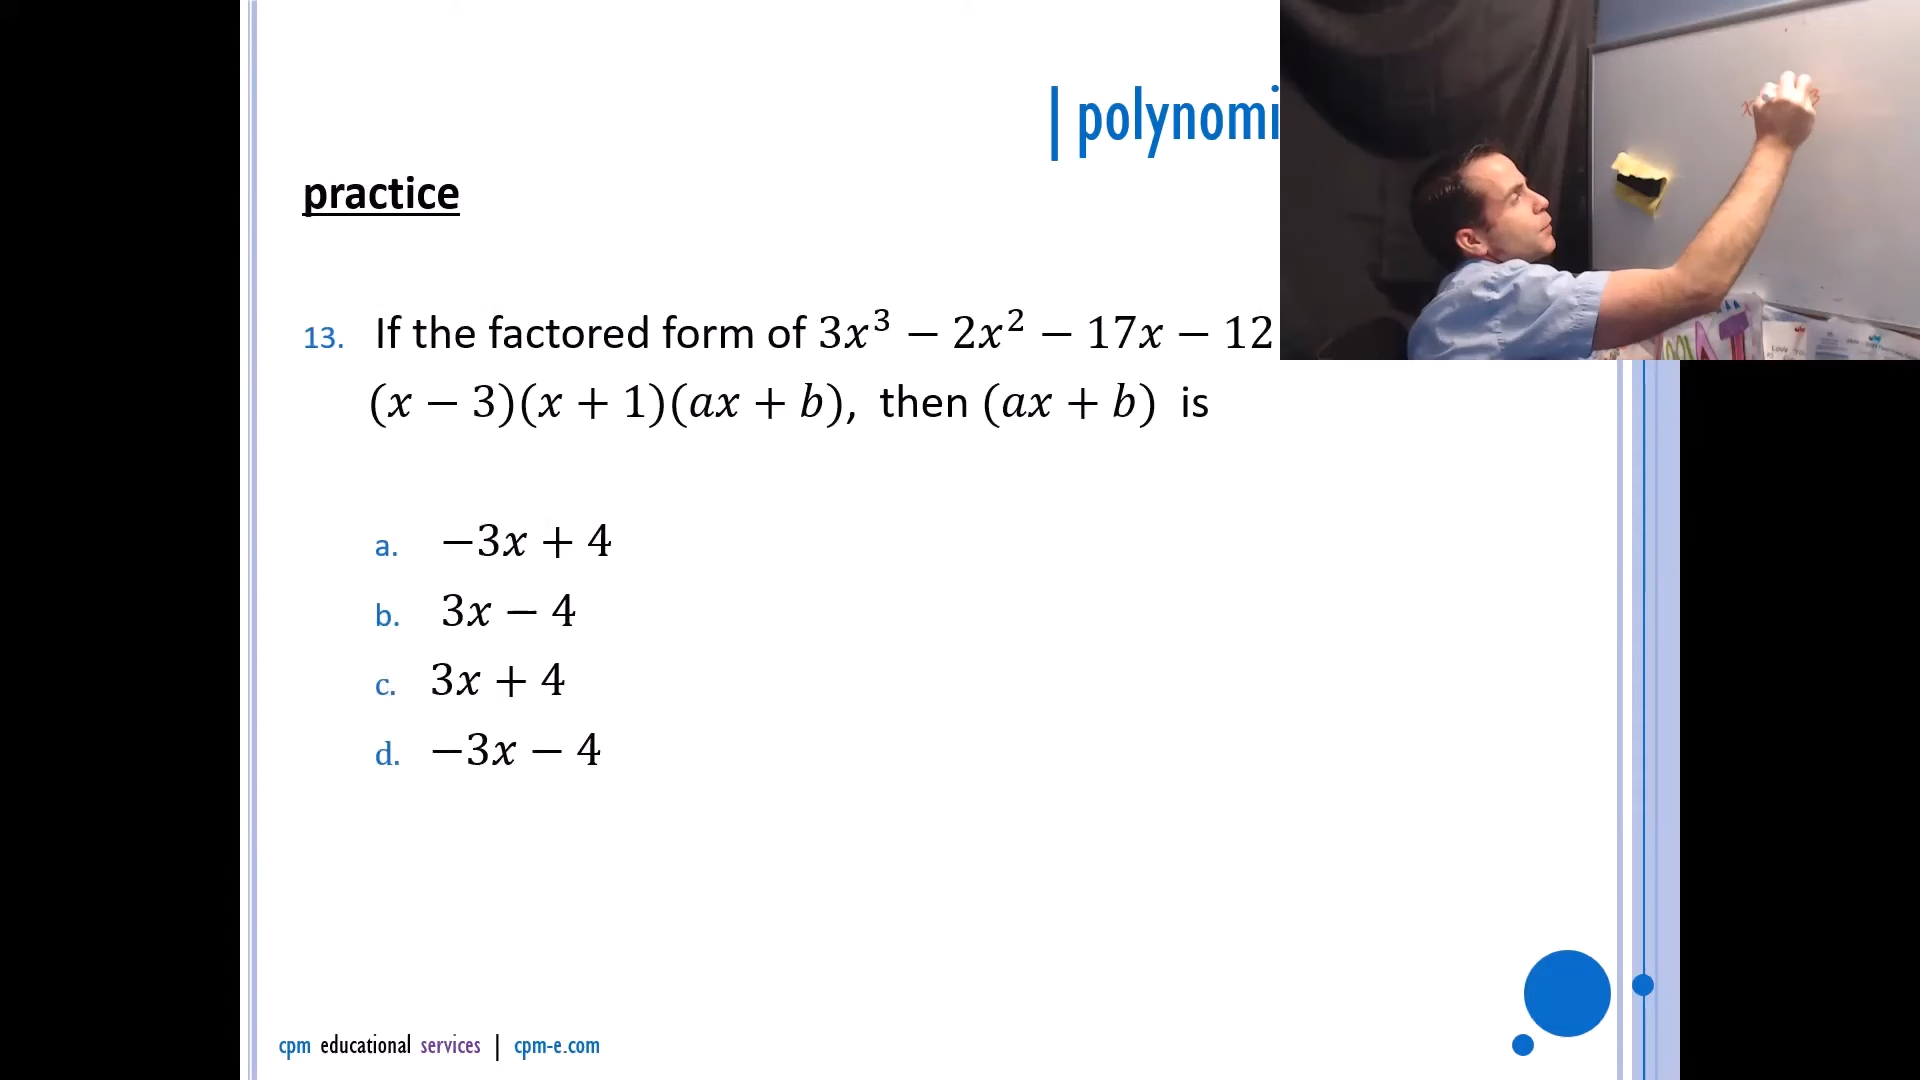 | polynomi
practice
13. If the factored form of 3x³ − 2x² − 17x − 12
(x − 3)(x + 1)(ax + b), then (ax + b) is
a. −3x + 4
b. 3x − 4
c. 3x + 4
d. −3x − 4
cpm educational services | cpm-e.com